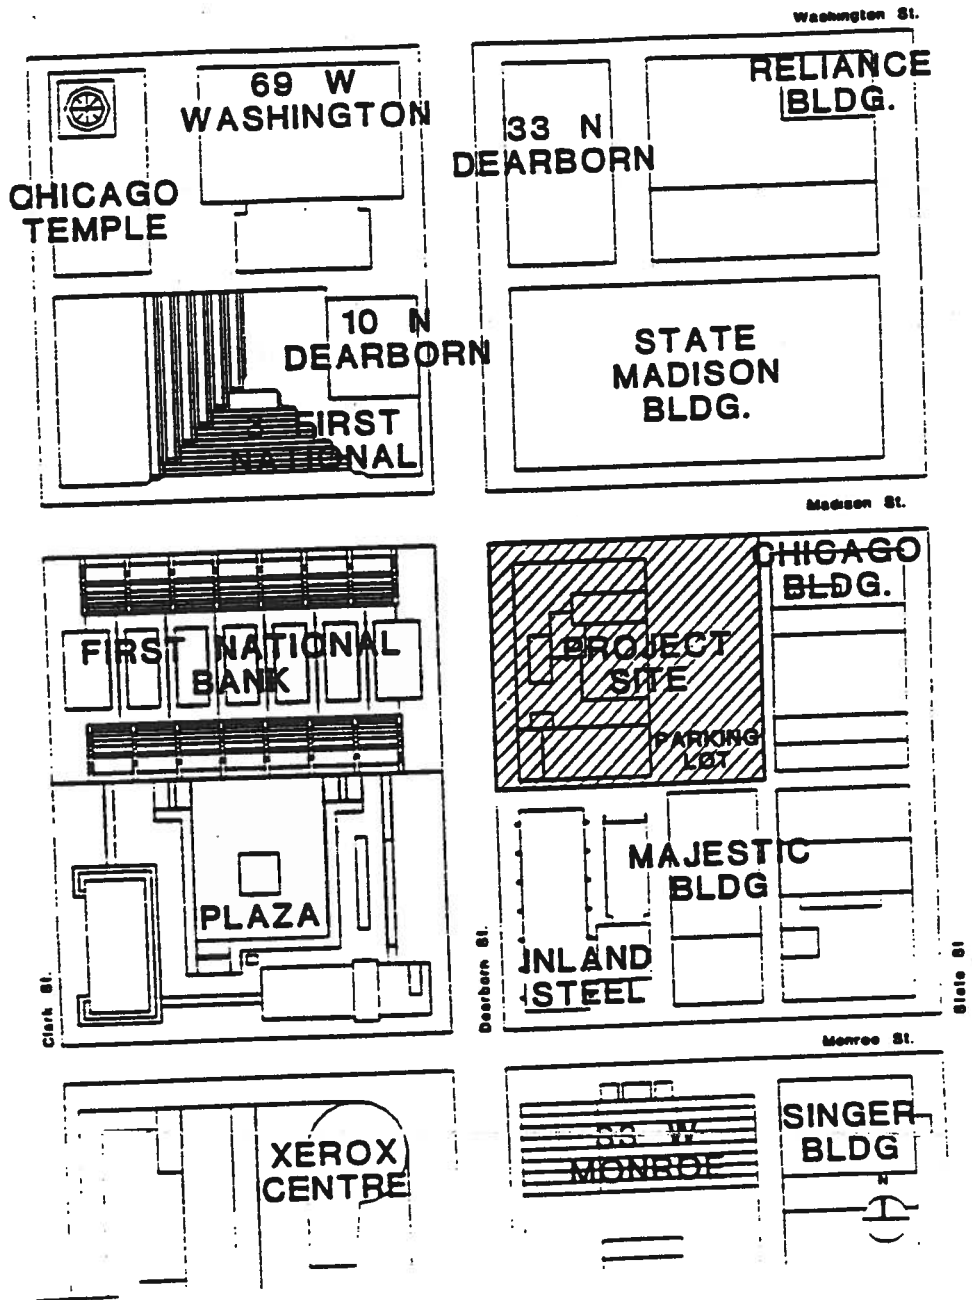 Washington St.
69 W
WASHINGTON
RELIANCE
BLDG.
33 N
DEARBORN
CHICAGO
TEMPLE
10 N
DEARBORN
3 FIRST
NATIONAL
STATE
MADISON
BLDG.
Madison St.
CHICAGO
BLDG.
FIRST NATIONAL
BANK
PROJECT
SITE
PARKING
LOT
MAJESTIC
BLDG
PLAZA
INLAND
STEEL
Clark St.
Dearborn St.
State St
Monroe St.
XEROX
CENTRE
33 W
MONROE
SINGER
BLDG
N